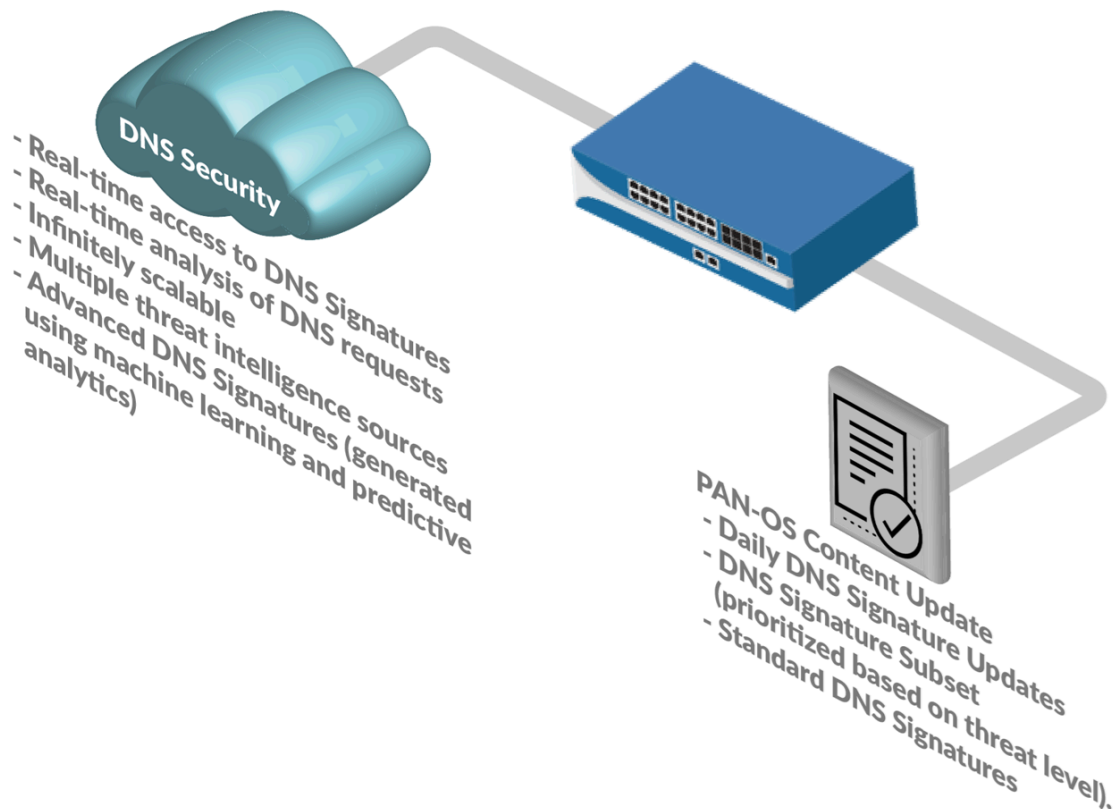 DNS Security
- Real-time access to DNS Signatures
- Real-time analysis of DNS requests
- Infinitely scalable
- Multiple threat intelligence sources
- Advanced DNS Signatures (generated
using machine learning and predictive
analytics)
PAN-OS Content Update
- Daily DNS Signature Updates
- DNS Signature Subset
(prioritized based on threat level).
- Standard DNS Signatures